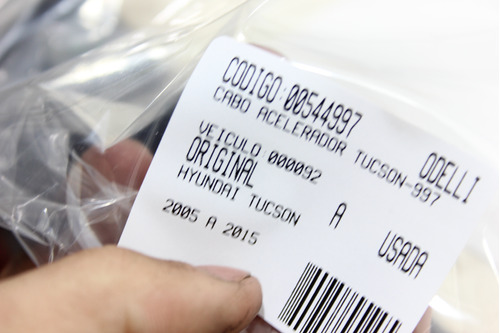 CODIGO:00544997 ODELLI
CABO ACELERADOR TUCSON-997
VEICULO 000092
ORIGINAL A USADA
HYUNDAI TUCSON
2005 A 2015